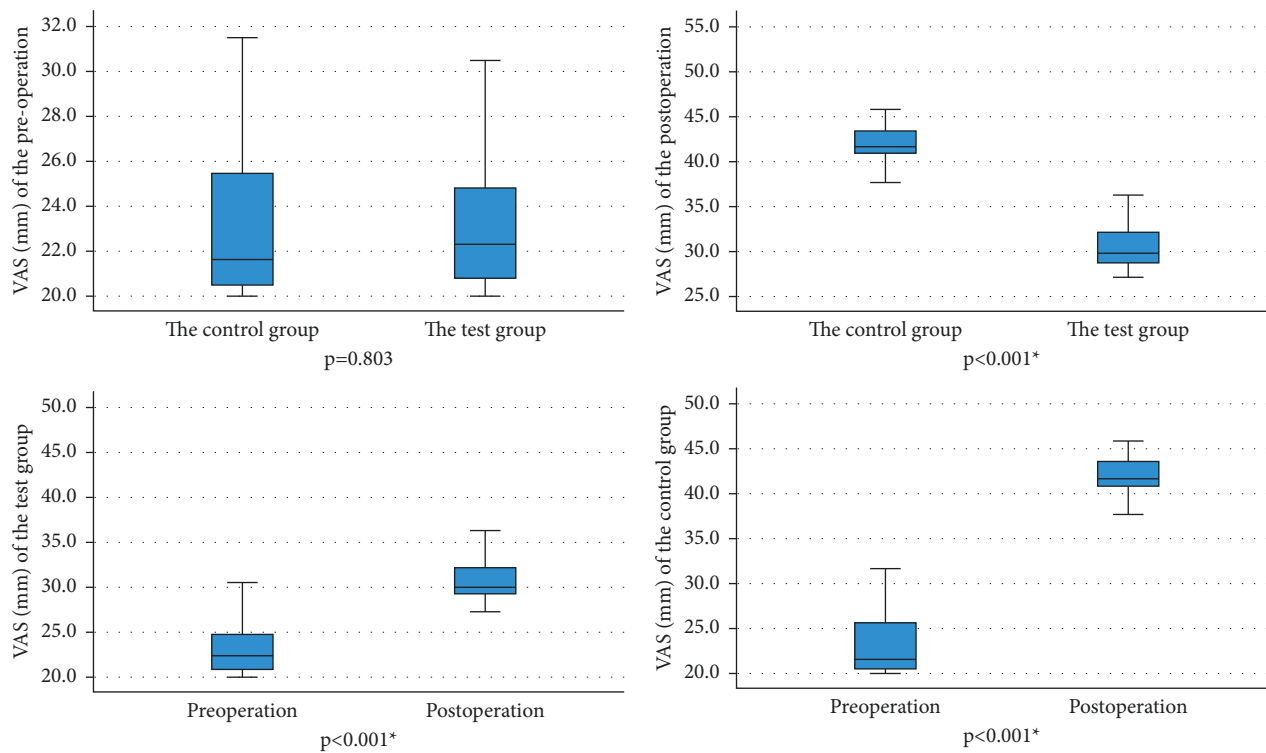 VAS (mm) of the pre-operation
32.0
30.0
28.0
26.0
24.0
22.0
20.0
The control group
The test group
p=0.803
VAS (mm) of the postoperation
55.0
50.0
45.0
40.0
35.0
30.0
25.0
The control group
The test group
p<0.001*
VAS (mm) of the test group
50.0
45.0
40.0
35.0
30.0
25.0
20.0
Preoperation
Postoperation
p<0.001*
VAS (mm) of the control group
50.0
45.0
40.0
35.0
30.0
25.0
20.0
Preoperation
Postoperation
p<0.001*